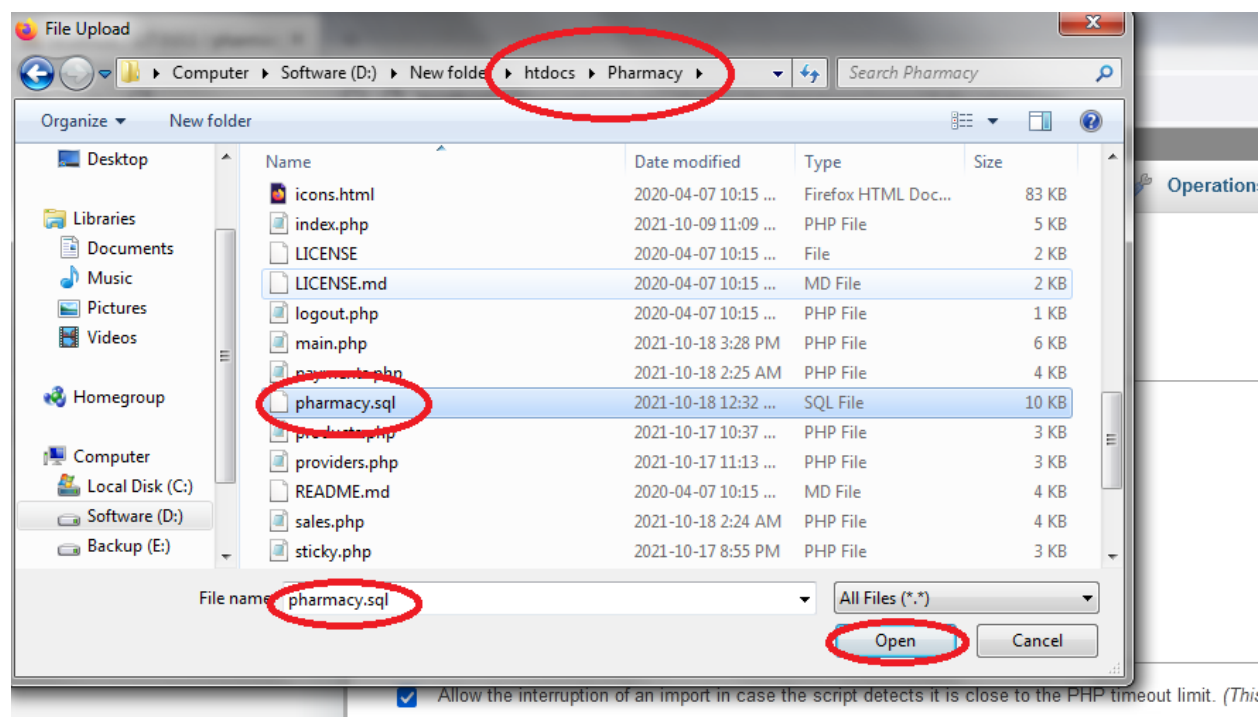 File Upload
Computer ▸ Software (D:) ▸ New folde ▸ htdocs ▸ Pharmacy ▸
Search Pharmacy
Organize New folder
Operation
Desktop
Libraries
Documents
Music
Pictures
Videos
Homegroup
Computer
Local Disk (C:)
Software (D:)
Backup (E:)
Name Date modified Type Size
icons.html 2020-04-07 10:15 ... Firefox HTML Doc... 83 KB
index.php 2021-10-09 11:09 ... PHP File 5 KB
LICENSE 2020-04-07 10:15 ... File 2 KB
LICENSE.md 2020-04-07 10:15 ... MD File 2 KB
logout.php 2020-04-07 10:15 ... PHP File 1 KB
main.php 2021-10-18 3:28 PM PHP File 6 KB
payments.php 2021-10-18 2:25 AM PHP File 4 KB
pharmacy.sql 2021-10-18 12:32 ... SQL File 10 KB
products.php 2021-10-17 10:37 ... PHP File 3 KB
providers.php 2021-10-17 11:13 ... PHP File 3 KB
README.md 2020-04-07 10:15 ... MD File 4 KB
sales.php 2021-10-18 2:24 AM PHP File 4 KB
sticky.php 2021-10-17 8:55 PM PHP File 3 KB
File name pharmacy.sql All Files (*.*)
Open Cancel
Allow the interruption of an import in case the script detects it is close to the PHP timeout limit. (This